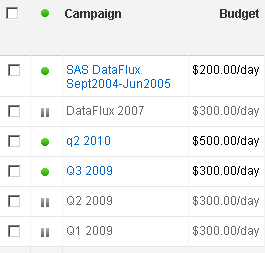 Campaign Budget
SAS DataFlux $200.00/day
Sept2004-Jun2005
DataFlux 2007 $300.00/day
q2 2010 $500.00/day
Q3 2009 $300.00/day
Q2 2009 $300.00/day
Q1 2009 $300.00/day